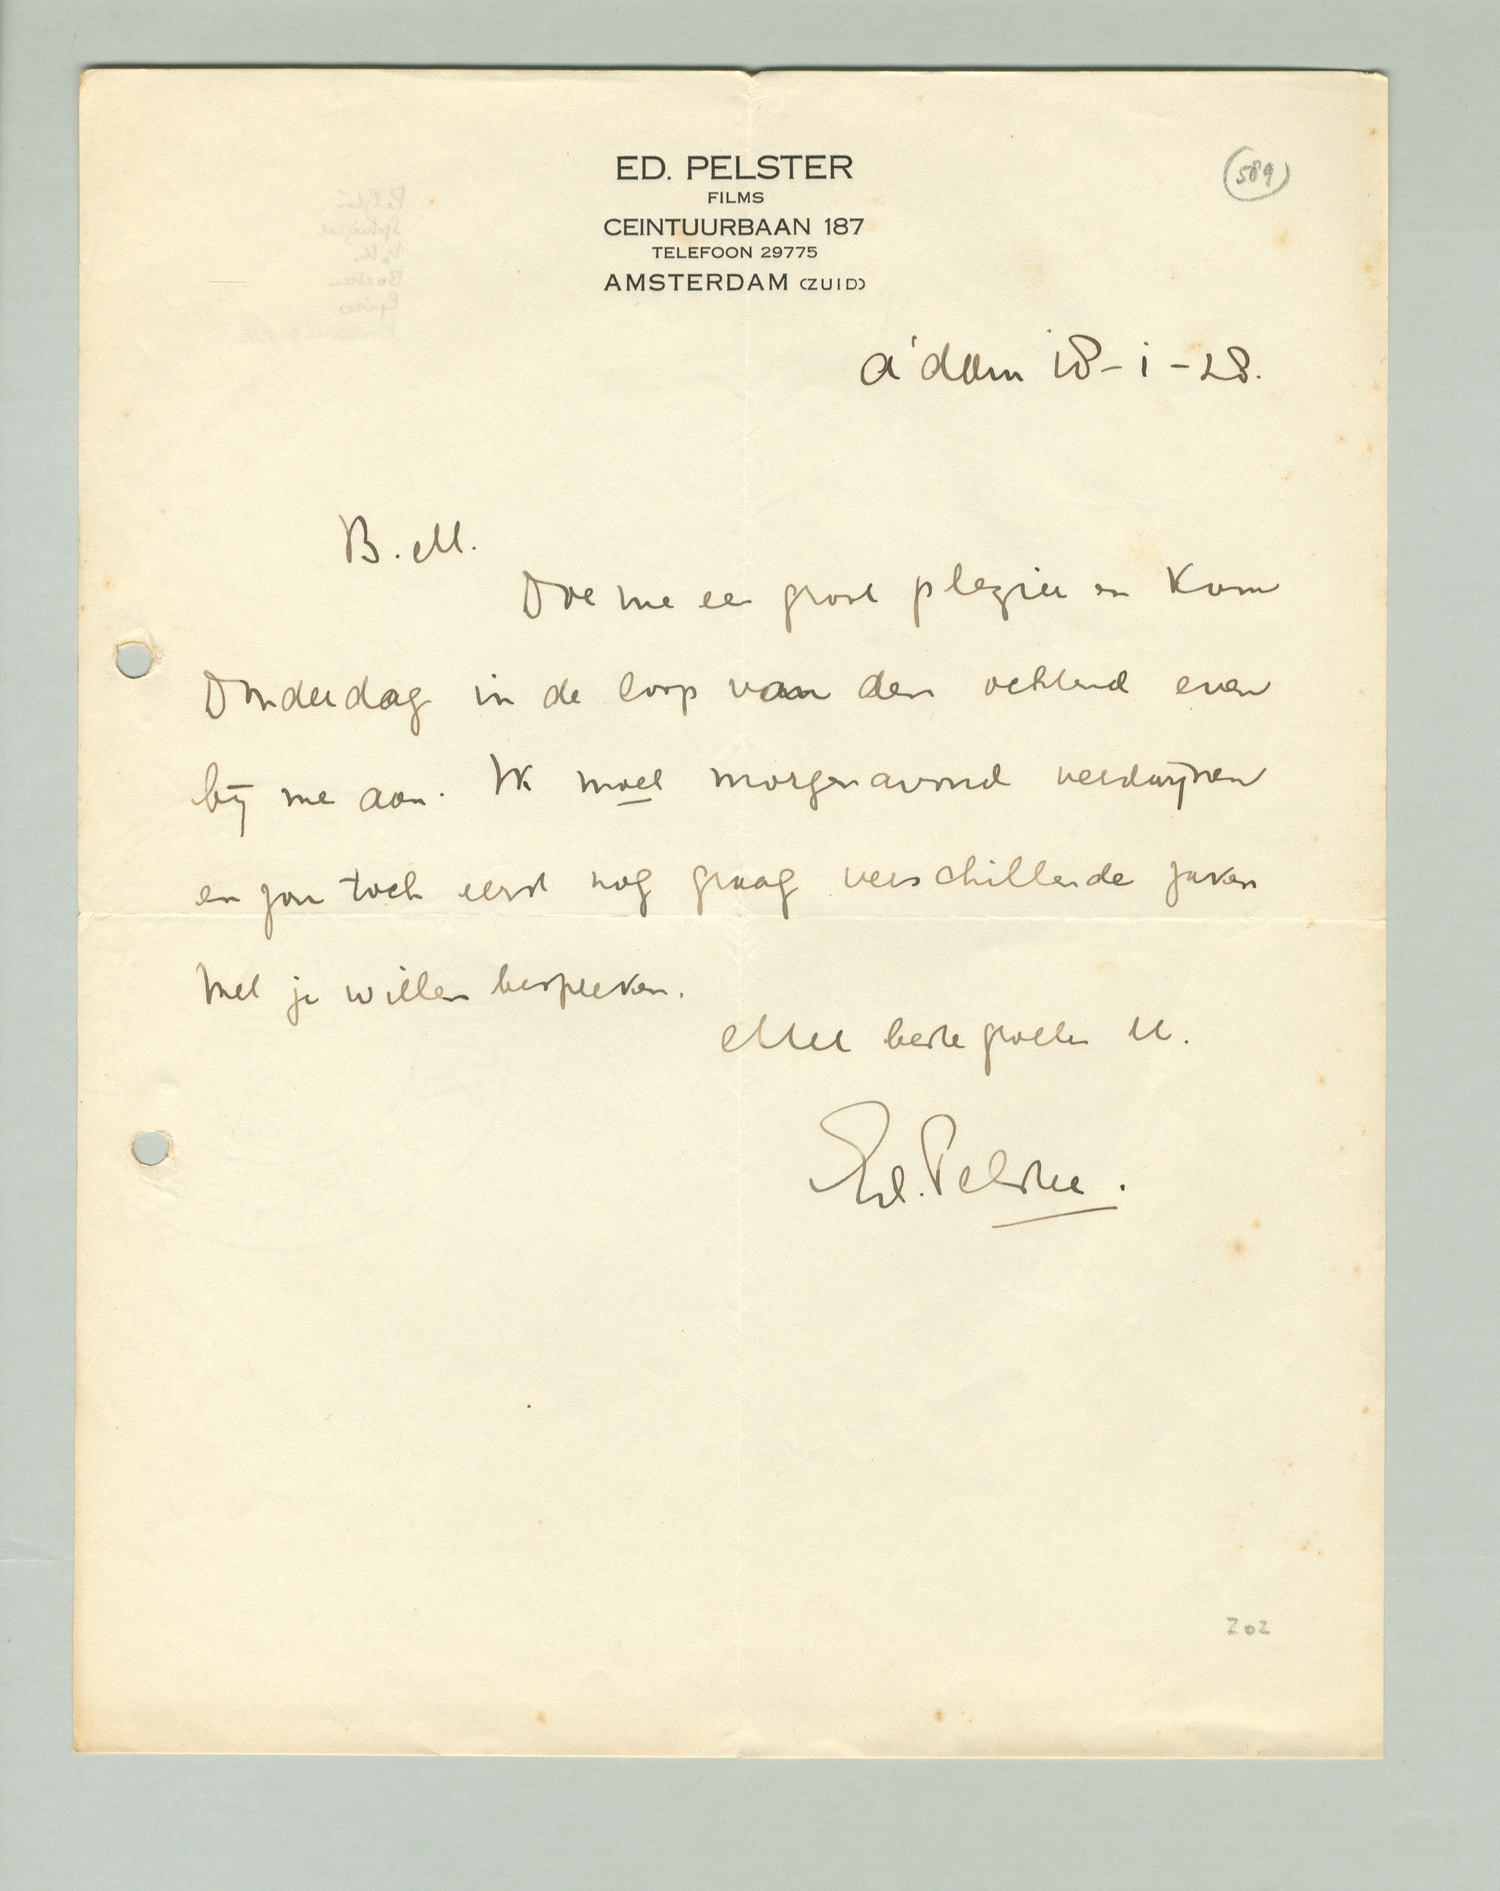 ED. PELSTER
FILMS
CEINTUURBAAN 187
TELEFOON 29775
AMSTERDAM (ZUID)
589
A'dam 18-1-28.
B. M.
Doe me een groot plezier en kom
Donderdag in de loop van den ochtend even
bij me aan. Ik moet morgenavond verdwijnen
en zou toch eerst nog graag verschillende zaken
met je willen bespreken.
Met beste groeten
Ed. Pelster.
202